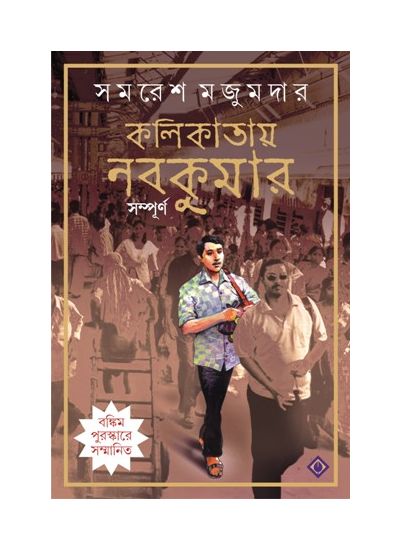 সমরেশ মজুমদার
কলিকাতায়
নবকুমার
সম্পূর্ণ
বঙ্কিম
পুরস্কারে
সম্মানিত